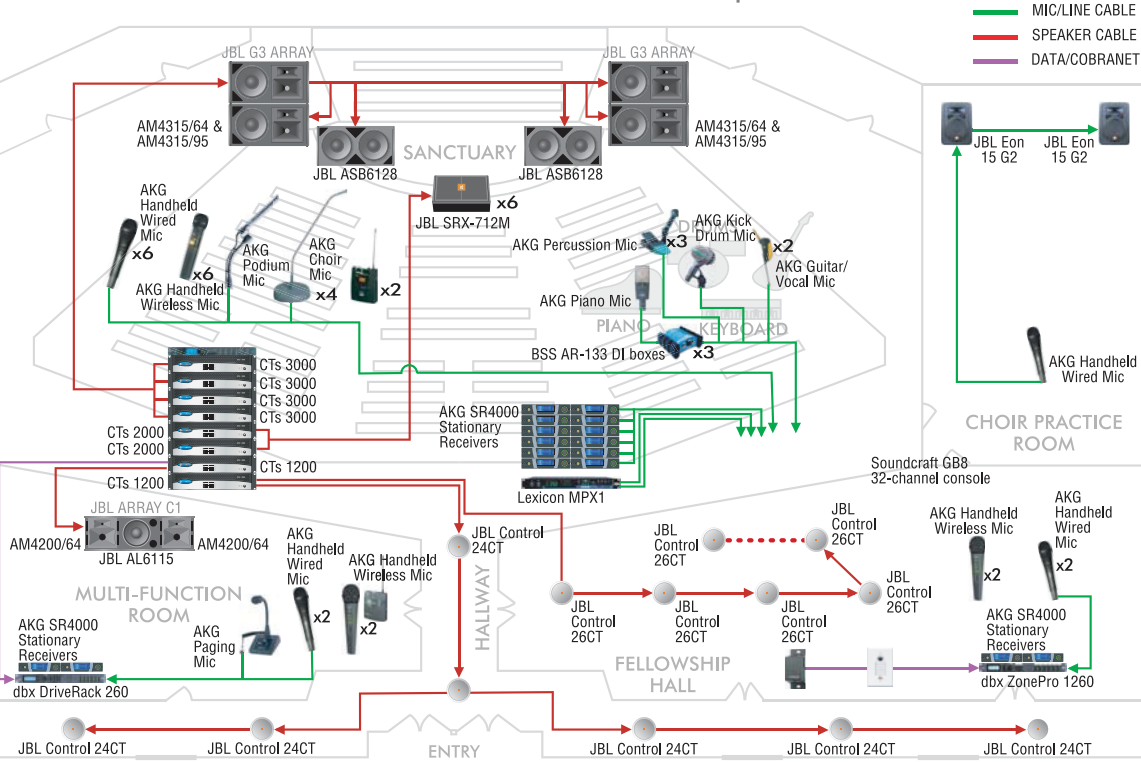 MIC/LINE CABLE
SPEAKER CABLE
DATA/COBRANET
JBL G3 ARRAY
JBL G3 ARRAY
AM4315/64 &
AM4315/95
AM4315/64 &
AM4315/95
SANCTUARY
JBL ASB6128
JBL ASB6128
x6
JBL SRX-712M
JBL Eon
15 G2
JBL Eon
15 G2
AKG
Handheld
Wired
Mic
x6
x6
AKG Handheld
Wireless Mic
AKG
Podium
Mic
AKG
Choir
Mic
x4
x2
AKG Percussion Mic
x3
DRUMS
AKG Kick
Drum Mic
x2
AKG Guitar/
Vocal Mic
AKG Piano Mic
PIANO
KEYBOARD
BSS AR-133 DI boxes
x3
AKG Handheld
Wired Mic
CHOIR PRACTICE
ROOM
CTs 3000
CTs 3000
CTs 3000
CTs 3000
CTs 2000
CTs 2000
CTs 1200
CTs 1200
AKG SR4000
Stationary
Receivers
Lexicon MPX1
Soundcraft GB8
32-channel console
JBL ARRAY C1
AM4200/64
AM4200/64
JBL AL6115
MULTI-FUNCTION
ROOM
AKG
Handheld
Wired
Mic
x2
AKG Handheld
Wireless Mic
x2
AKG
Paging
Mic
AKG SR4000
Stationary
Receivers
dbx DriveRack 260
JBL Control
24CT
HALLWAY
JBL
Control
26CT
JBL
Control
26CT
JBL
Control
26CT
JBL
Control
26CT
JBL
Control
26CT
JBL
Control
26CT
FELLOWSHIP
HALL
AKG Handheld
Wireless Mic
x2
AKG
Handheld
Wired
Mic
x2
AKG SR4000
Stationary
Receivers
dbx ZonePro 1260
JBL Control 24CT
JBL Control 24CT
ENTRY
JBL Control 24CT
JBL Control 24CT
JBL Control 24CT